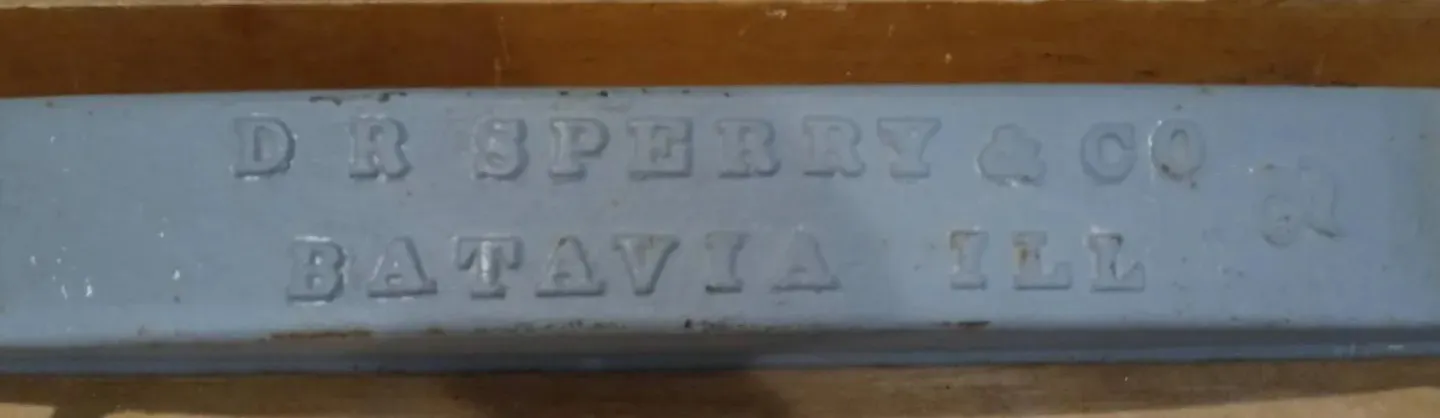 D R SPERRY & CO
BATAVIA ILL